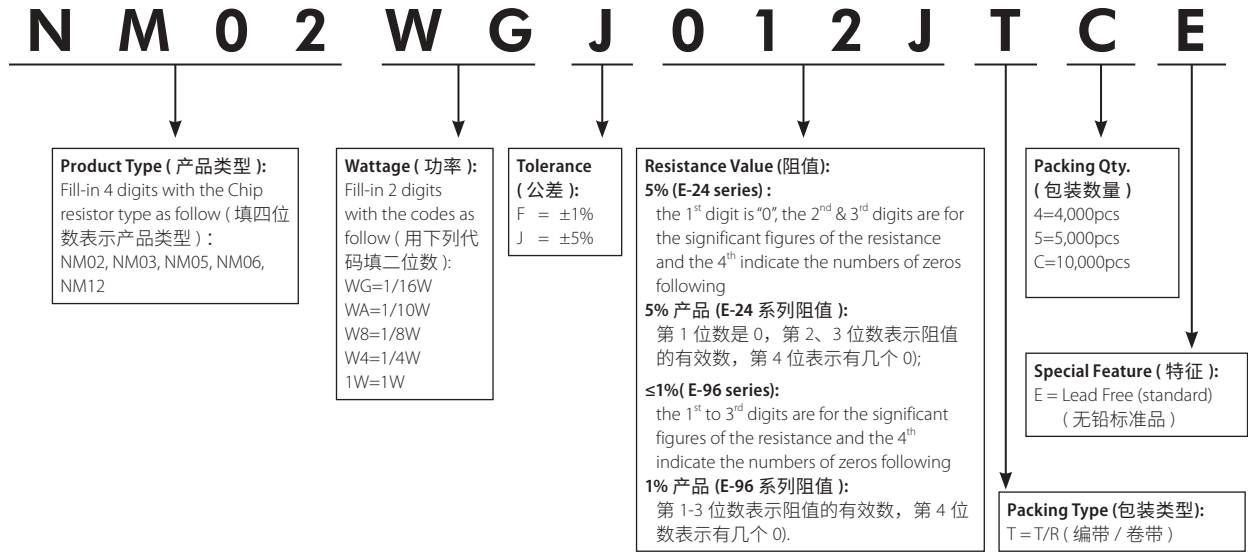 N M 0 2 W G J 0 1 2 J T C E
Product Type ( 产品类型 ):
Fill-in 4 digits with the Chip
resistor type as follow ( 填四位
数表示产品类型 ) :
NM02, NM03, NM05, NM06,
NM12
Wattage ( 功率 ):
Fill-in 2 digits
with the codes as
follow ( 用下列代
码填二位数 ):
WG=1/16W
WA=1/10W
W8=1/8W
W4=1/4W
1W=1W
Tolerance
( 公差 ):
F = ±1%
J = ±5%
Resistance Value (阻值):
5% (E-24 series) :
the 1st digit is “0”, the 2nd & 3rd digits are for
the significant figures of the resistance
and the 4th indicate the numbers of zeros
following
5% 产品 (E-24 系列阻值 ):
第 1 位数是 0，第 2、3 位数表示阻值
的有效数，第 4 位表示有几个 0);
≤1%( E-96 series):
the 1st to 3rd digits are for the significant
figures of the resistance and the 4th
indicate the numbers of zeros following
1% 产品 (E-96 系列阻值 ):
第 1-3 位数表示阻值的有效数，第 4 位
数表示有几个 0).
Packing Qty.
( 包装数量 )
4=4,000pcs
5=5,000pcs
C=10,000pcs
Special Feature ( 特征 ):
E = Lead Free (standard)
( 无铅标准品 )
Packing Type (包装类型):
T = T/R ( 编带 / 卷带 )